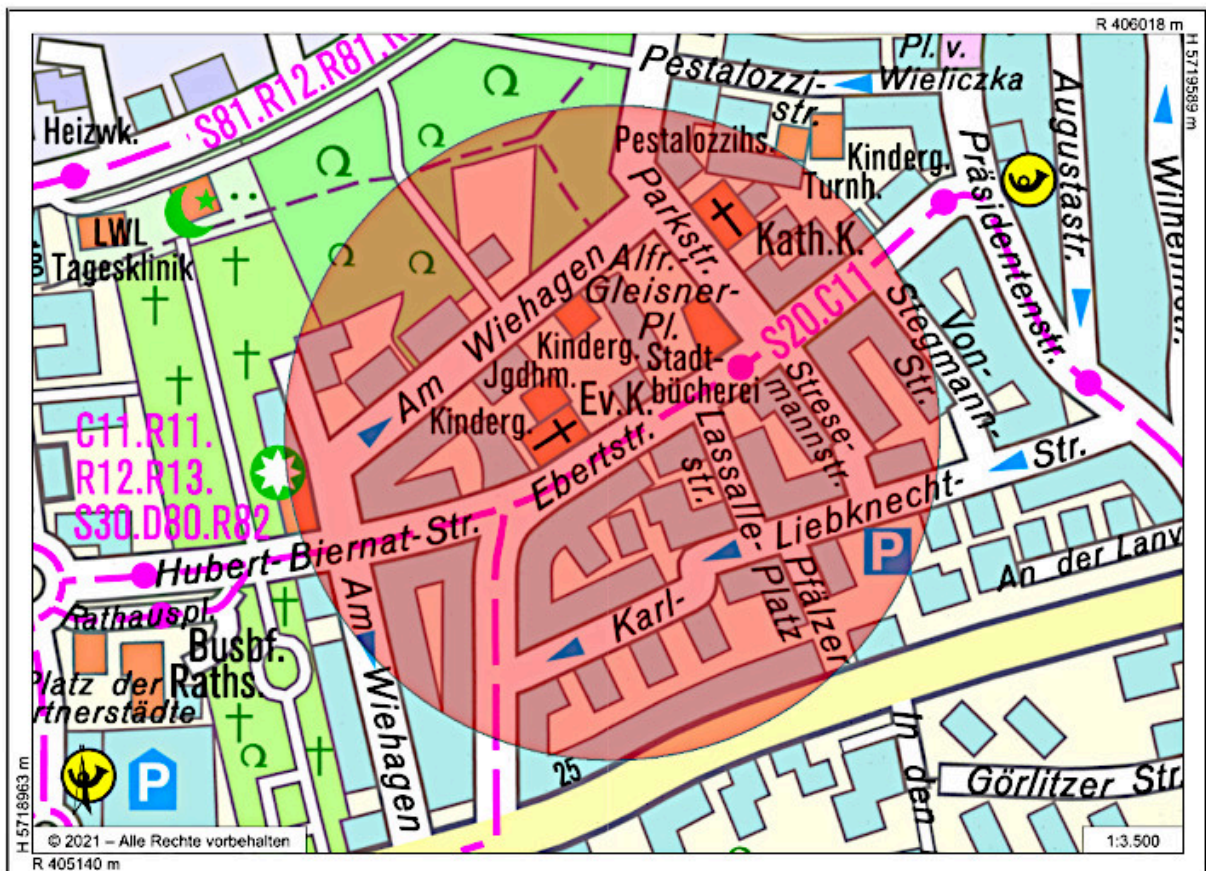 R 406018 m
H 5719589 m
S81.R12.R81.R
Pestalozzi-
str.
Pl. v.
Wieliczka
Augustastr.
Präsidentenstr.
Heizwk.
Pestalozzihs.
Kinderg.
Turnh.
LWL
Tagesklinik
Parkstr.
Kath.K.
Am Wiehagen
Alfr.
Gleisner-
Pl.
S20.C11
Stegmann-
Str.
Von-
Kinderg.
Stadt-
bücherei
Jgdhm.
Ev.K.
Kinderg.
C11.R11.
R12.R13.
S30.D80.R82
Ebertstr.
Lassalle-
str.
Strese-
mannstr.
Karl-
Liebknecht-
Str.
P
Hubert-Biernat-Str.
An der Lanv
Platz
Pfälzer
Rathauspl.
Busbf.
Raths.
Platz der
rtnerstädte
Am Wiehagen
P
25
In den
Görlitzer Str.
H 5718963 m
© 2021 – Alle Rechte vorbehalten
1:3.500
R 405140 m